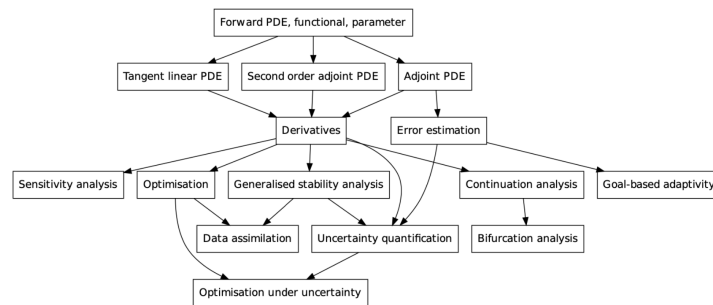 Forward PDE, functional, parameter
Tangent linear PDE
Second order adjoint PDE
Adjoint PDE
Derivatives
Error estimation
Sensitivity analysis
Optimisation
Generalised stability analysis
Continuation analysis
Goal-based adaptivity
Data assimilation
Uncertainty quantification
Bifurcation analysis
Optimisation under uncertainty